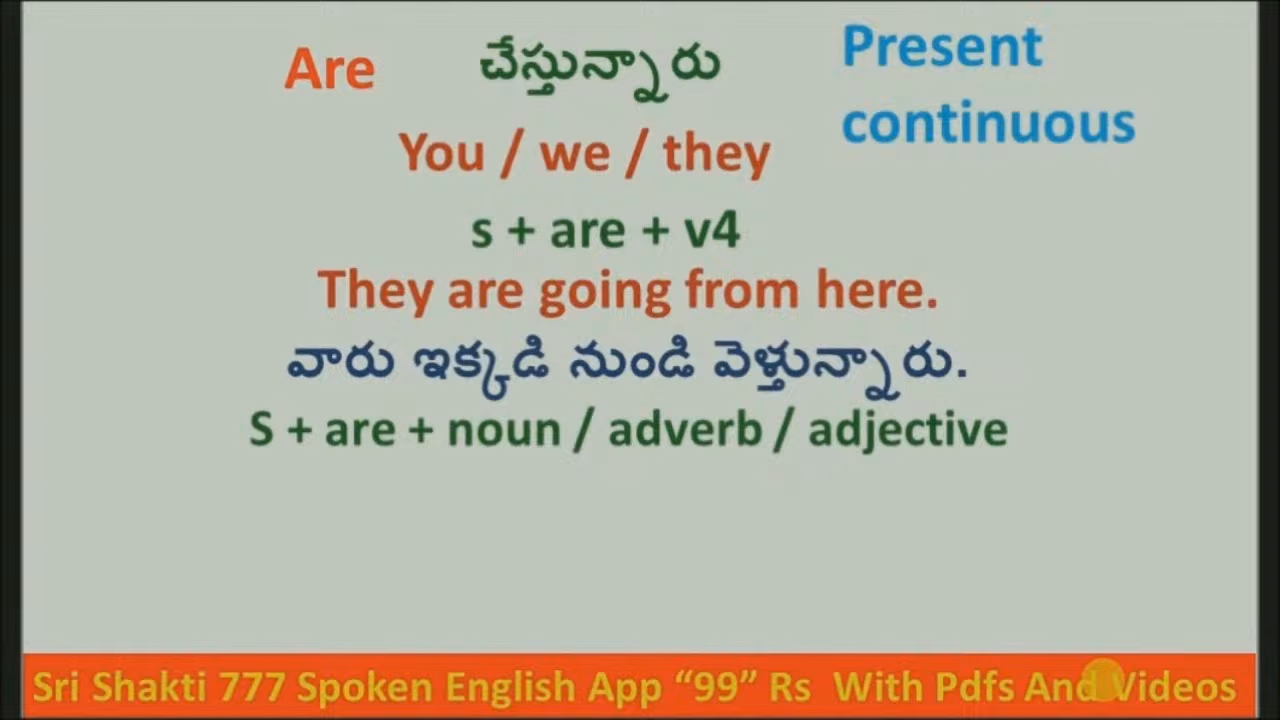 Are చేస్తున్నారు Present
continuous
You / we / they
s + are + v4
They are going from here.
వారు ఇక్కడి నుండి వెళ్తున్నారు.
S + are + noun / adverb / adjective
Sri Shakti 777 Spoken English App “99” Rs With Pdfs And Videos